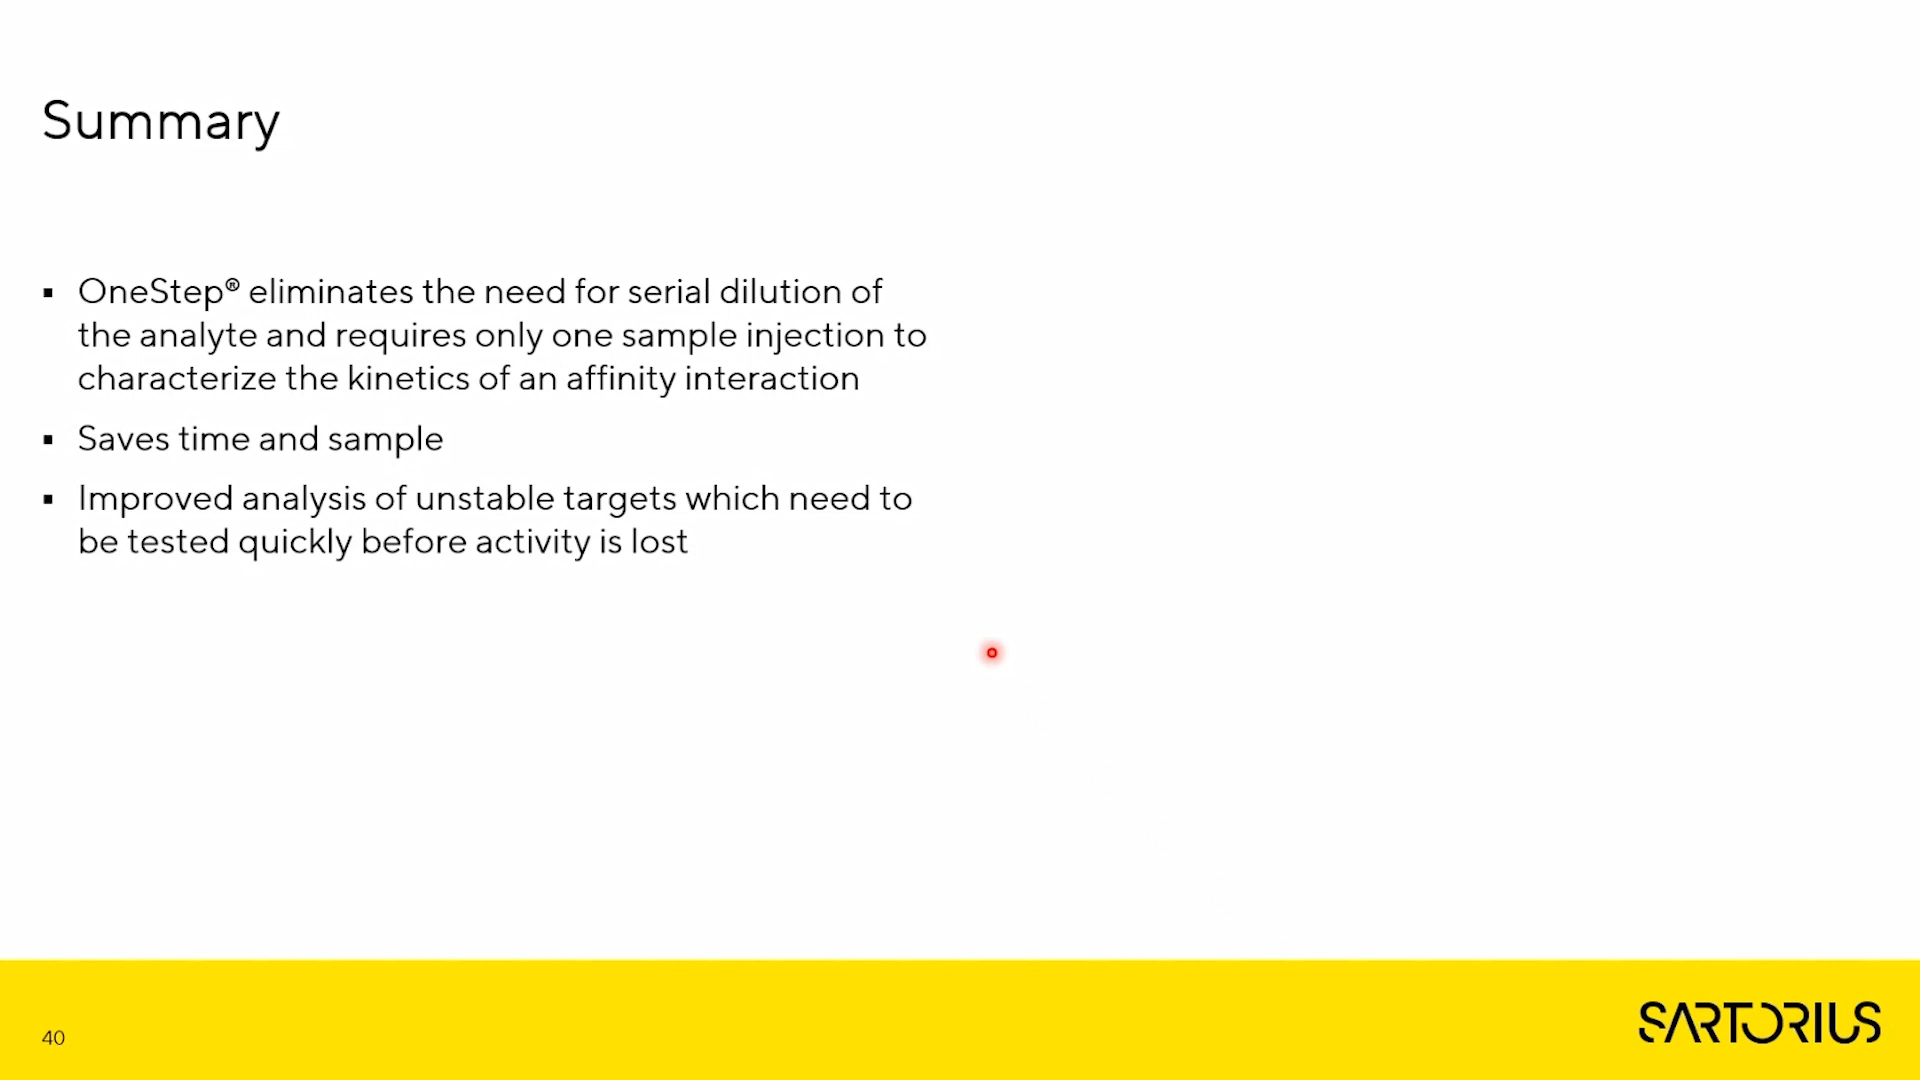 Summary
▪ OneStep® eliminates the need for serial dilution of
the analyte and requires only one sample injection to
characterize the kinetics of an affinity interaction
▪ Saves time and sample
▪ Improved analysis of unstable targets which need to
be tested quickly before activity is lost
40
SARTORIUS